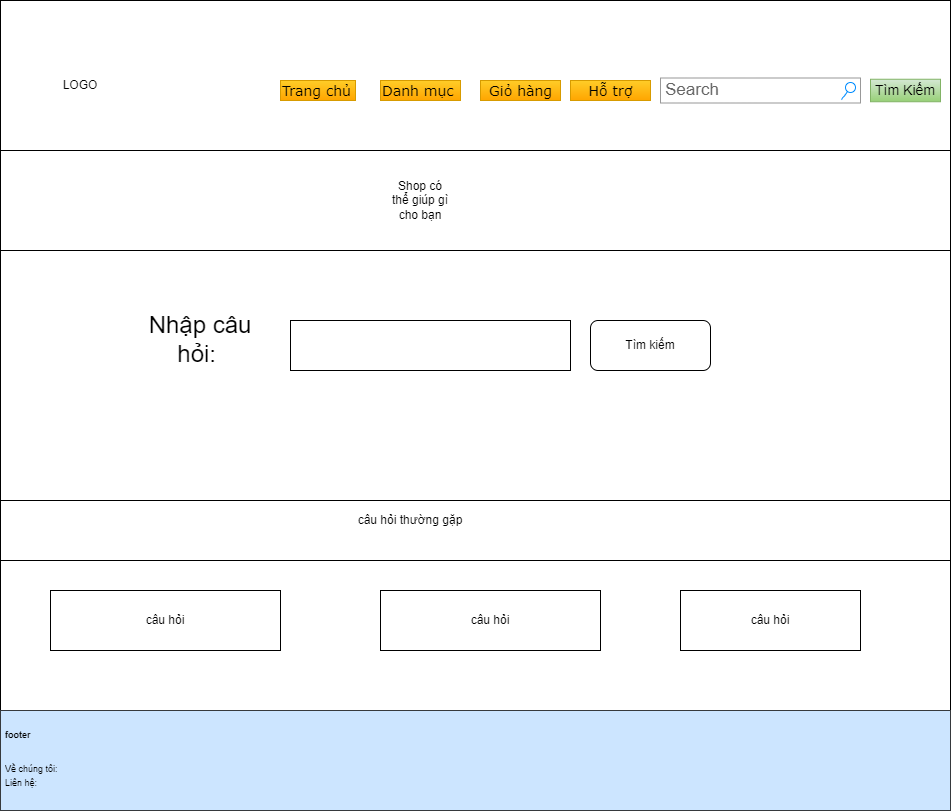 LOGO
Trang chủ
Danh mục
Giỏ hàng
Hỗ trợ
Search
Tìm Kiếm
Shop có
thể giúp gì
cho bạn
Nhập câu
hỏi:
Tìm kiếm
câu hỏi thường gặp
câu hỏi
câu hỏi
câu hỏi
footer
Về chúng tôi:
Liên hệ: